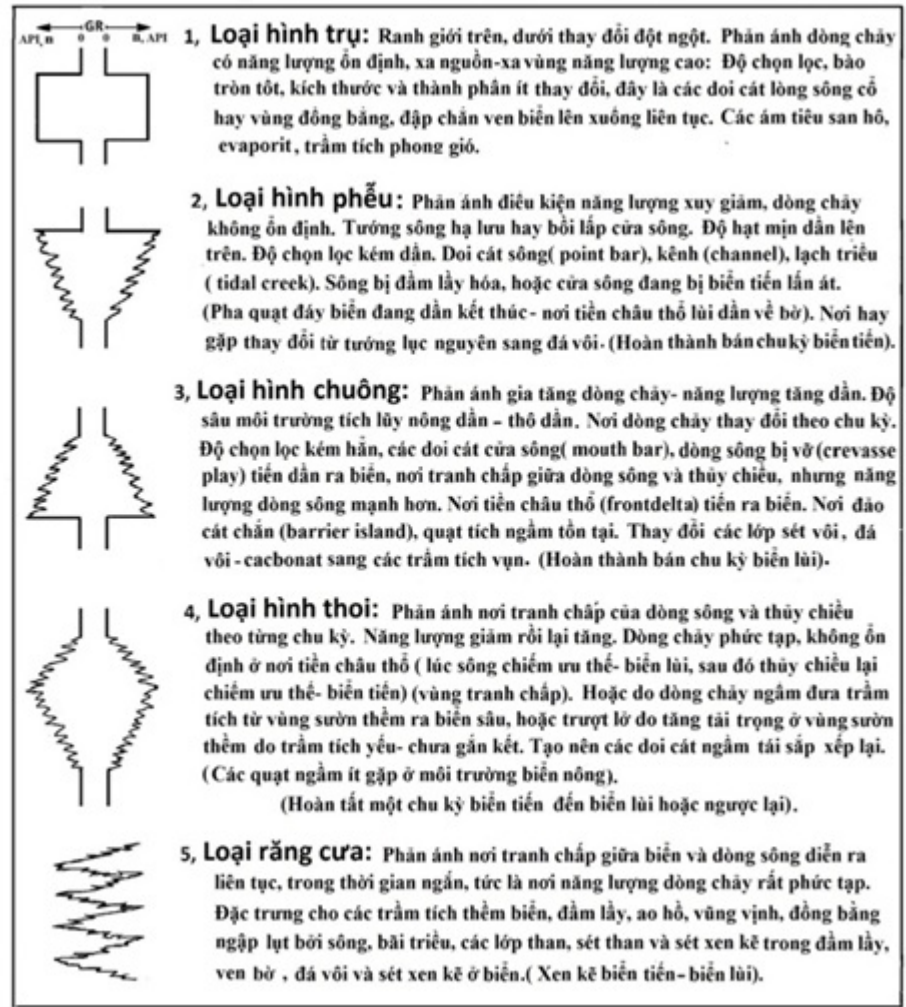 GR
API, n 0 0 n, API
1, Loại hình trụ: Ranh giới trên, dưới thay đổi đột ngột. Phản ánh dòng chảy
có năng lượng ổn định, xa nguồn-xa vùng năng lượng cao: Độ chọn lọc, bào
tròn tốt, kích thước và thành phần ít thay đổi, đây là các doi cát lòng sông cổ
hay vùng đồng bằng, đập chắn ven biển lên xuống liên tục. Các ám tiêu san hô,
evaporit, trầm tích phong gió.
2, Loại hình phễu: Phản ánh điều kiện năng lượng xuy giảm, dòng chảy
không ổn định. Tướng sông hạ lưu hay bồi lấp cửa sông. Độ hạt mịn dần lên
trên. Độ chọn lọc kém dần. Doi cát sông( point bar), kênh (channel), lạch triều
( tidal creek). Sông bị đầm lầy hóa, hoặc cửa sông đang bị biển tiến lấn át.
(Pha quạt đáy biển đang dần kết thúc- nơi tiền châu thổ lùi dần về bờ). Nơi hay
gặp thay đổi từ tướng lục nguyên sang đá vôi. (Hoàn thành bán chu kỳ biển tiến).
3, Loại hình chuông: Phản ánh gia tăng dòng chảy- năng lượng tăng dần. Độ
sâu môi trường tích lũy nông dần – thô dần. Nơi dòng chảy thay đổi theo chu kỳ.
Độ chọn lọc kém hẳn, các doi cát cửa sông( mouth bar), dòng sông bị vỡ (crevasse
play) tiến dần ra biển, nơi tranh chấp giữa dòng sông và thủy chiều, nhưng năng
lượng dòng sông mạnh hơn. Nơi tiền châu thổ (frontdelta) tiến ra biển. Nơi đảo
cát chắn (barrier island), quạt tích ngầm tồn tại. Thay đổi các lớp sét vôi, đá
vôi-cacbonat sang các trầm tích vụn. (Hoàn thành bán chu kỳ biển lùi).
4, Loại hình thoi: Phản ánh nơi tranh chấp của dòng sông và thủy chiều
theo từng chu kỳ. Năng lượng giảm rồi lại tăng. Dòng chảy phức tạp, không ổn
định ở nơi tiền châu thổ ( lúc sông chiếm ưu thế- biển lùi, sau đó thủy chiều lại
chiếm ưu thế- biển tiến) (vùng tranh chấp). Hoặc do dòng chảy ngầm đưa trầm
tích từ vùng sườn thềm ra biển sâu, hoặc trượt lở do tăng tải trọng ở vùng sườn
thềm do trầm tích yếu- chưa gắn kết. Tạo nên các doi cát ngầm tái sắp xếp lại.
(Các quạt ngầm ít gặp ở môi trường biển nông).
(Hoàn tất một chu kỳ biển tiến đến biển lùi hoặc ngược lại).
5, Loại răng cưa: Phản ánh nơi tranh chấp giữa biển và dòng sông diễn ra
liên tục, trong thời gian ngắn, tức là nơi năng lượng dòng chảy rất phức tạp.
Đặc trưng cho các trầm tích thềm biển, đầm lầy, ao hồ, vũng vịnh, đồng bằng
ngập lụt bởi sông, bãi triều, các lớp than, sét than và sét xen kẽ trong đầm lầy,
ven bờ , đá vôi và sét xen kẽ ở biển.( Xen kẽ biển tiến–biển lùi).